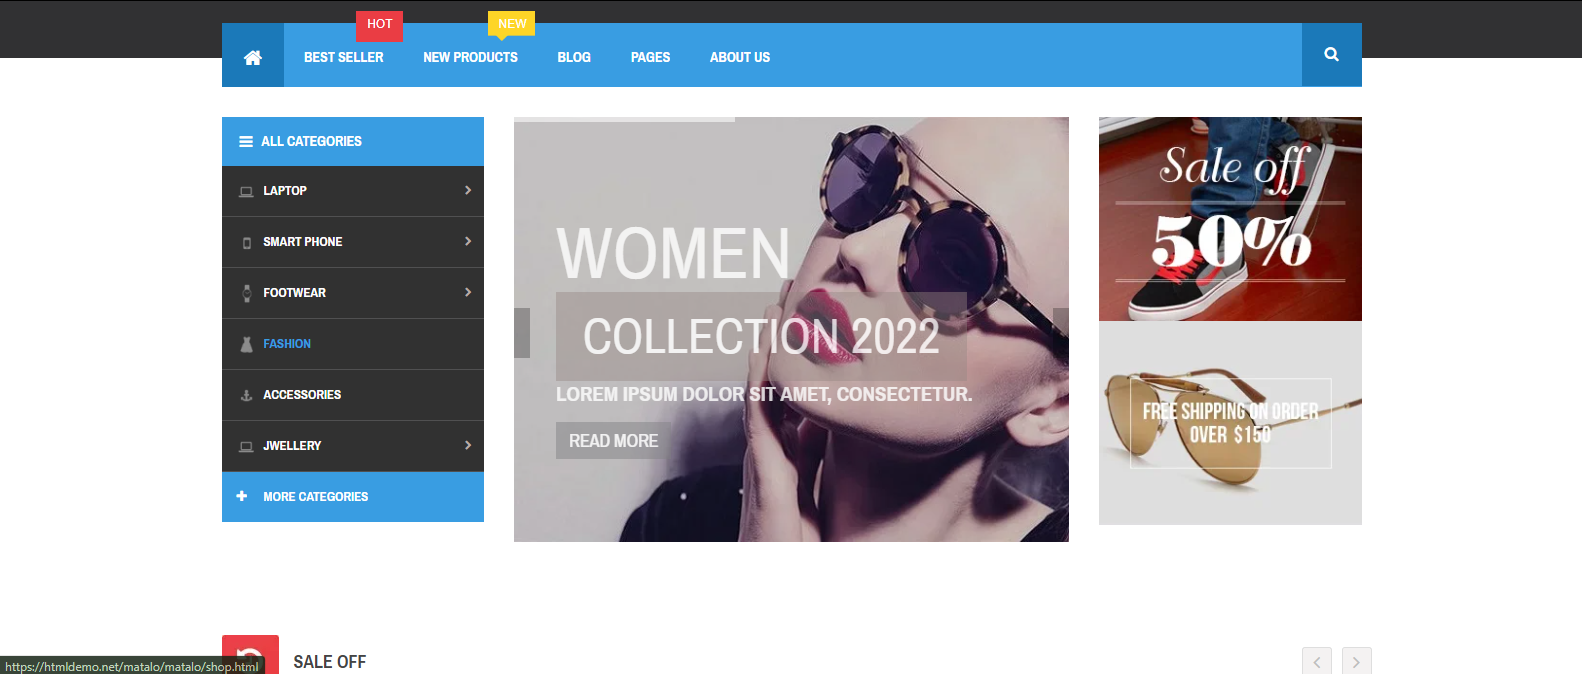 HOT
NEW
BEST SELLER
NEW PRODUCTS
BLOG
PAGES
ABOUT US
ALL CATEGORIES
LAPTOP
SMART PHONE
FOOTWEAR
FASHION
ACCESSORIES
JWELLERY
MORE CATEGORIES
WOMEN
COLLECTION 2022
LOREM IPSUM DOLOR SIT AMET, CONSECTETUR.
READ MORE
Sale off
50%
FREE SHIPPING ON ORDER
OVER $150
SALE OFF
https://htmldemo.net/matalo/matalo/shop.html